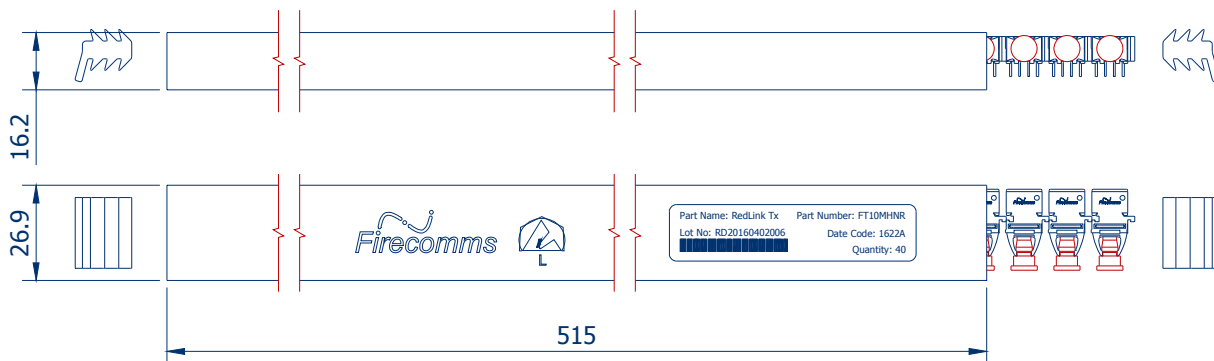 16.2
26.9
Firecomms
L
Part Name: RedLink Tx Part Number: FT10MHNR
Lot No: RD20160402006 Date Code: 1622A
Quantity: 40
515